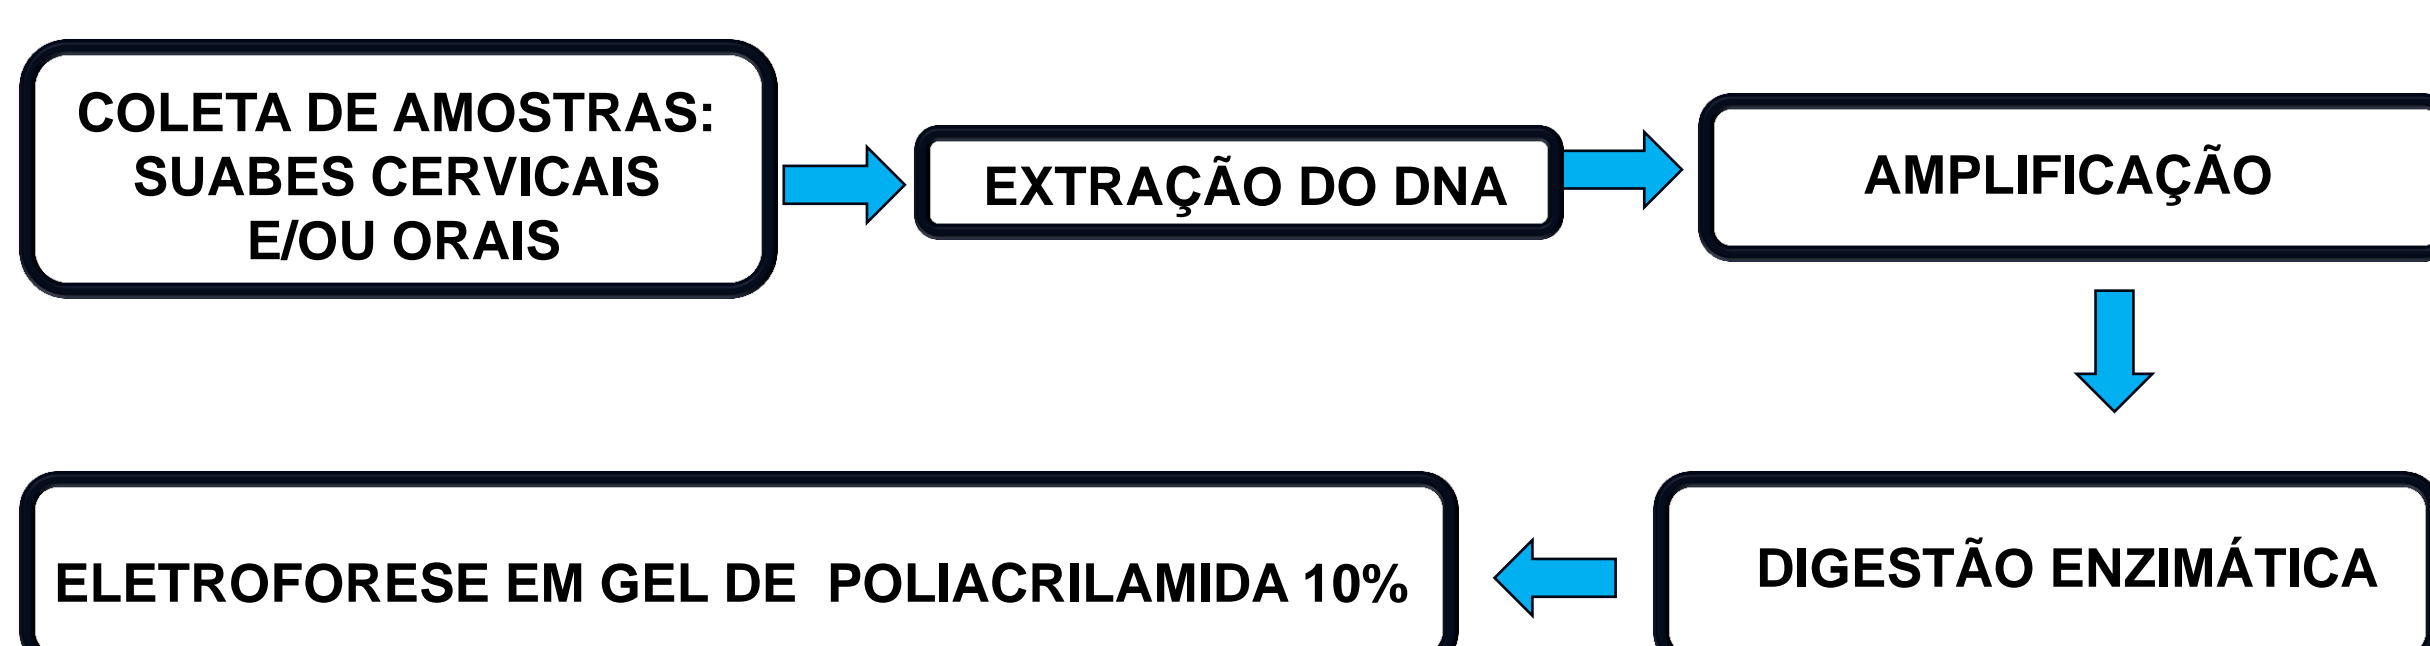 COLETA DE AMOSTRAS:
SUABES CERVICAIS
E/OU ORAIS
EXTRAÇÃO DO DNA
AMPLIFICAÇÃO
DIGESTÃO ENZIMÁTICA
ELETROFORESE EM GEL DE  POLIACRILAMIDA 10%